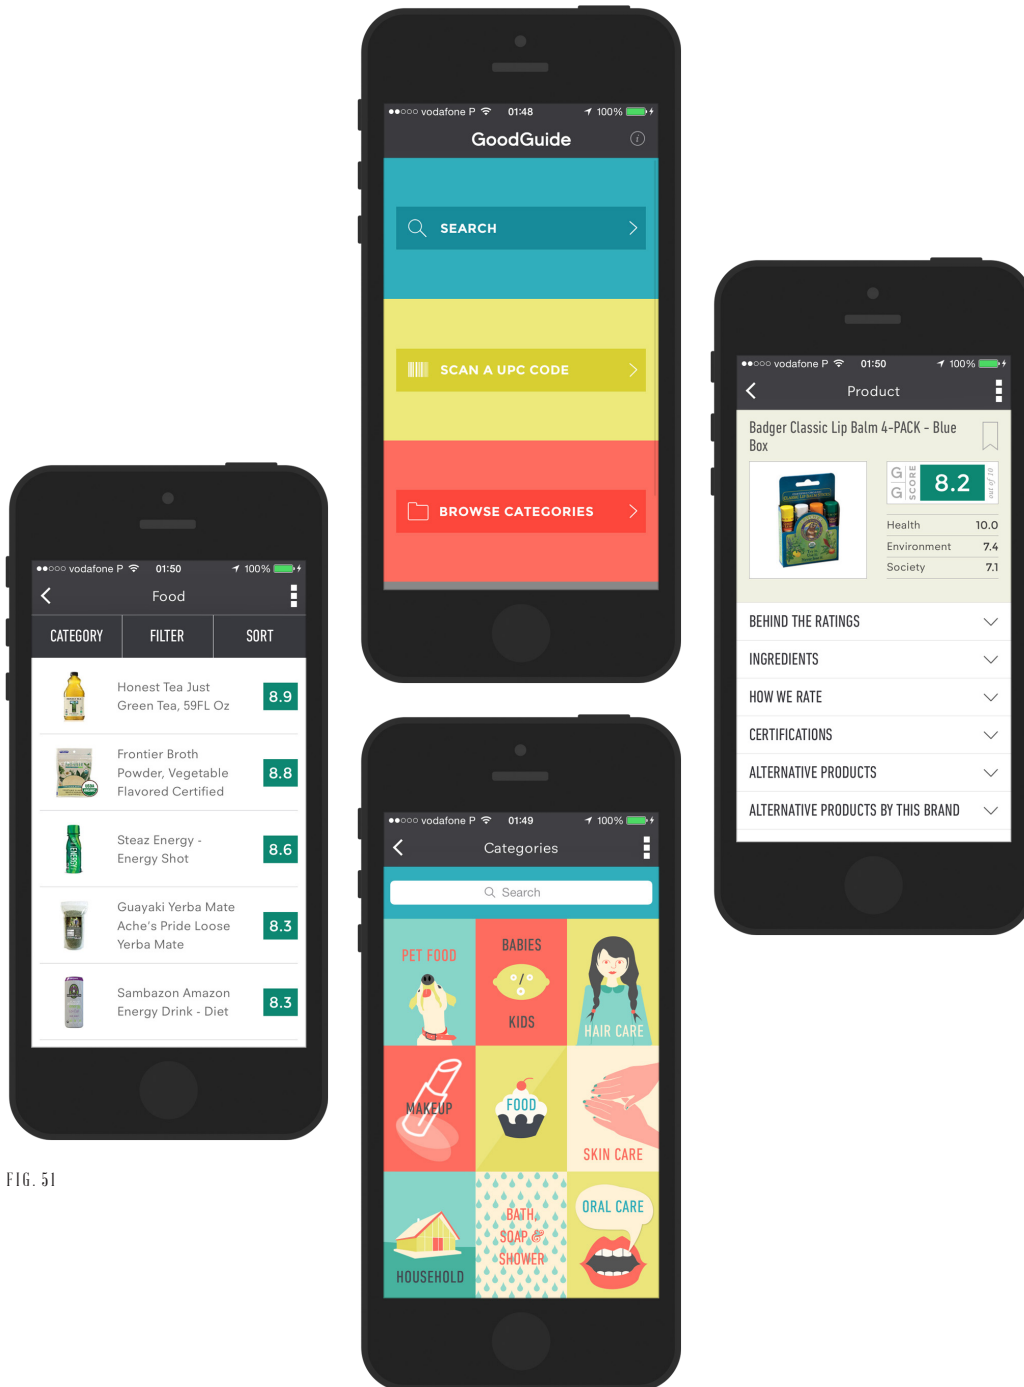 vodafone P 01:48 100%
GoodGuide
SEARCH
SCAN A UPC CODE
BROWSE CATEGORIES
vodafone P 01:50 100%
Product
Badger Classic Lip Balm 4-PACK - Blue
Box
G G SCORE 8.2 out of 10
Health 10.0
Environment 7.4
Society 7.1
BEHIND THE RATINGS
INGREDIENTS
HOW WE RATE
CERTIFICATIONS
ALTERNATIVE PRODUCTS
ALTERNATIVE PRODUCTS BY THIS BRAND
vodafone P 01:50 100%
Food
CATEGORY FILTER SORT
Honest Tea Just
Green Tea, 59FL Oz
8.9
Frontier Broth
Powder, Vegetable
Flavored Certified
8.8
Steaz Energy -
Energy Shot
8.6
Guayaki Yerba Mate
Ache's Pride Loose
Yerba Mate
8.3
Sambazon Amazon
Energy Drink - Diet
8.3
vodafone P 01:49 100%
Categories
Search
PET FOOD
BABIES
KIDS
HAIR CARE
MAKEUP
FOOD
SKIN CARE
HOUSEHOLD
BATH,
SOAP &
SHOWER
ORAL CARE
FIG. 51